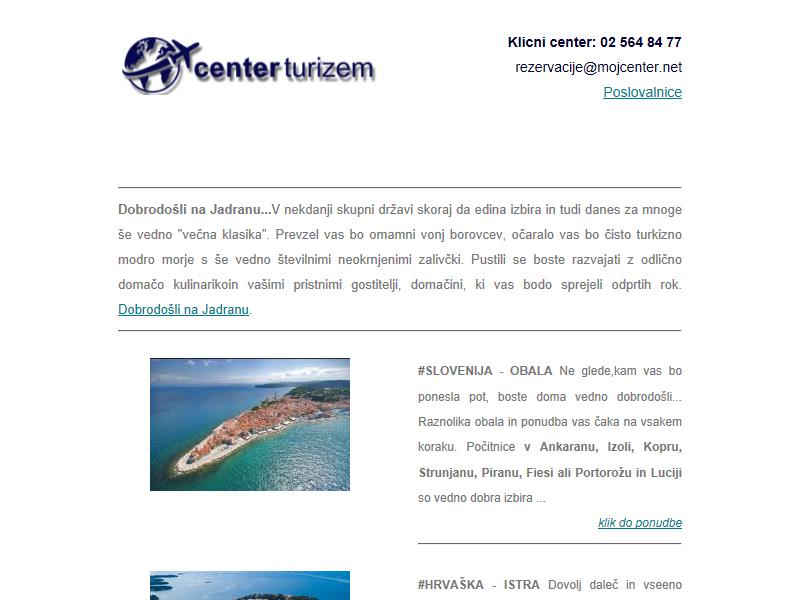 center turizem
Klicni center: 02 564 84 77
rezervacije@mojcenter.net
Poslovalnice
Dobrodošli na Jadranu...V nekdanji skupni državi skoraj da edina izbira in tudi danes za mnoge
še vedno "večna klasika". Prevzel vas bo omamni vonj borovcev, očaralo vas bo čisto turkizno
modro morje s še vedno številnimi neokrnjenimi zalivčki. Pustili se boste razvajati z odlično
domačo kulinarikoin vašimi pristnimi gostitelji, domačini, ki vas bodo sprejeli odprtih rok.
Dobrodošli na Jadranu.
#SLOVENIJA - OBALA Ne glede,kam vas bo
ponesla pot, boste doma vedno dobrodošli...
Raznolika obala in ponudba vas čaka na vsakem
koraku. Počitnice v Ankaranu, Izoli, Kopru,
Strunjanu, Piranu, Fiesi ali Portorožu in Luciji
so vedno dobra izbira ...
klik do ponudbe
#HRVAŠKA - ISTRA Dovolj daleč in vseeno